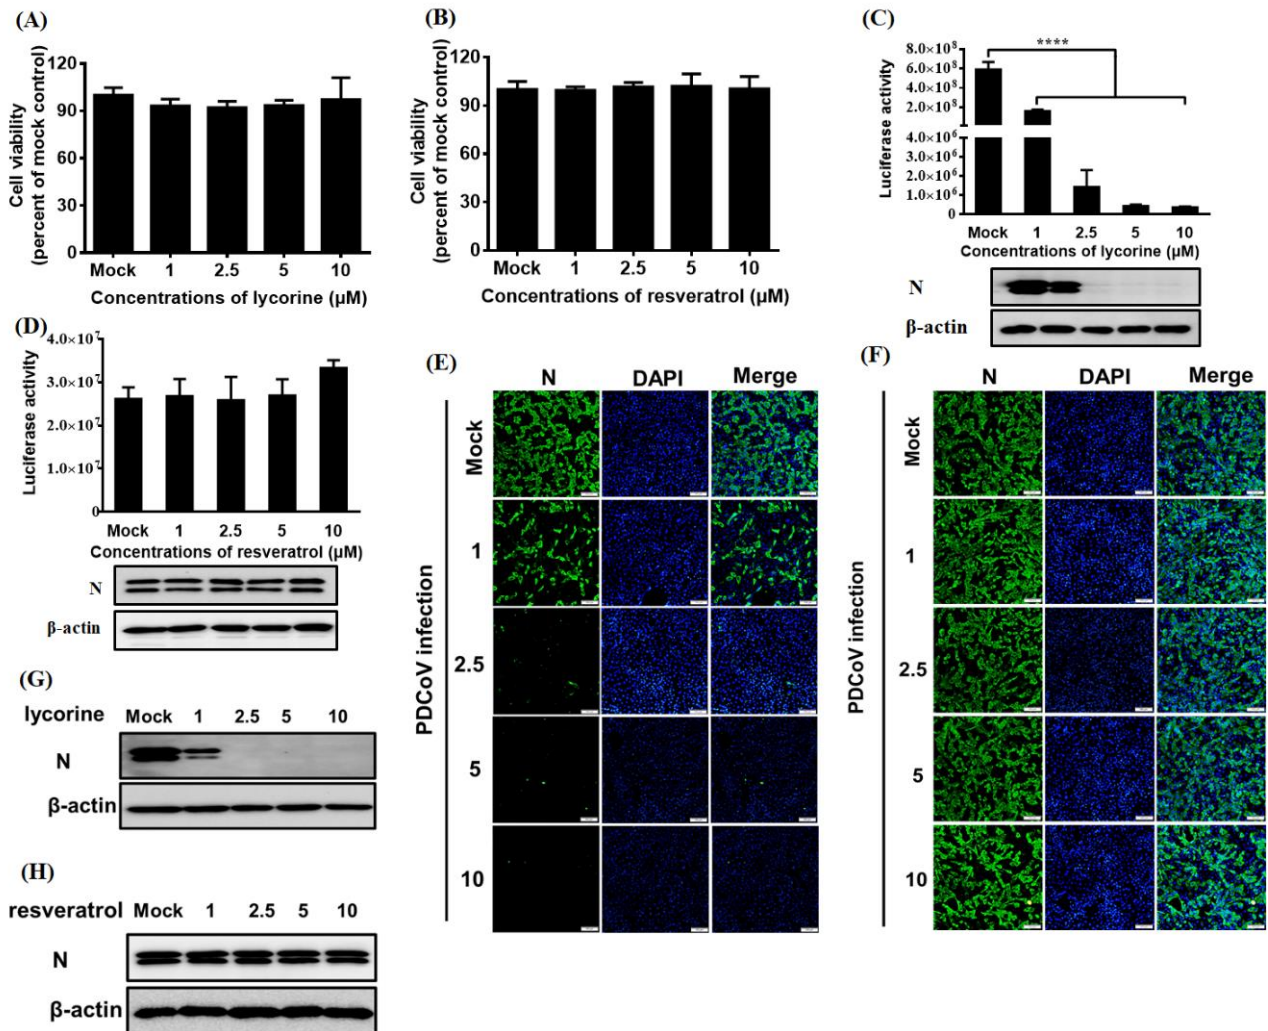 (A)
Cell viability
(percent of mock control)
120
90
60
30
0
Mock 1 2.5 5 10
Concentrations of lycorine (µM)
(B)
Cell viability
(percent of mock control)
120
90
60
30
0
Mock 1 2.5 5 10
Concentrations of resveratrol (µM)
(C)
Luciferase activity
8.0×10⁸
6.0×10⁸
4.0×10⁸
2.0×10⁸
4.0×10⁶
3.0×10⁶
2.0×10⁶
1.0×10⁶
0
****
Mock 1 2.5 5 10
Concentrations of lycorine (µM)
N
β-actin
(D)
Luciferase activity
4.0×10⁷
3.0×10⁷
2.0×10⁷
1.0×10⁷
0
Mock 1 2.5 5 10
Concentrations of resveratrol (µM)
N
β-actin
(E)
N DAPI Merge
PDCoV infection
Mock
1
2.5
5
10
(F)
N DAPI Merge
PDCoV infection
Mock
1
2.5
5
10
(G)
lycorine Mock 1 2.5 5 10
N
β-actin
(H)
resveratrol Mock 1 2.5 5 10
N
β-actin